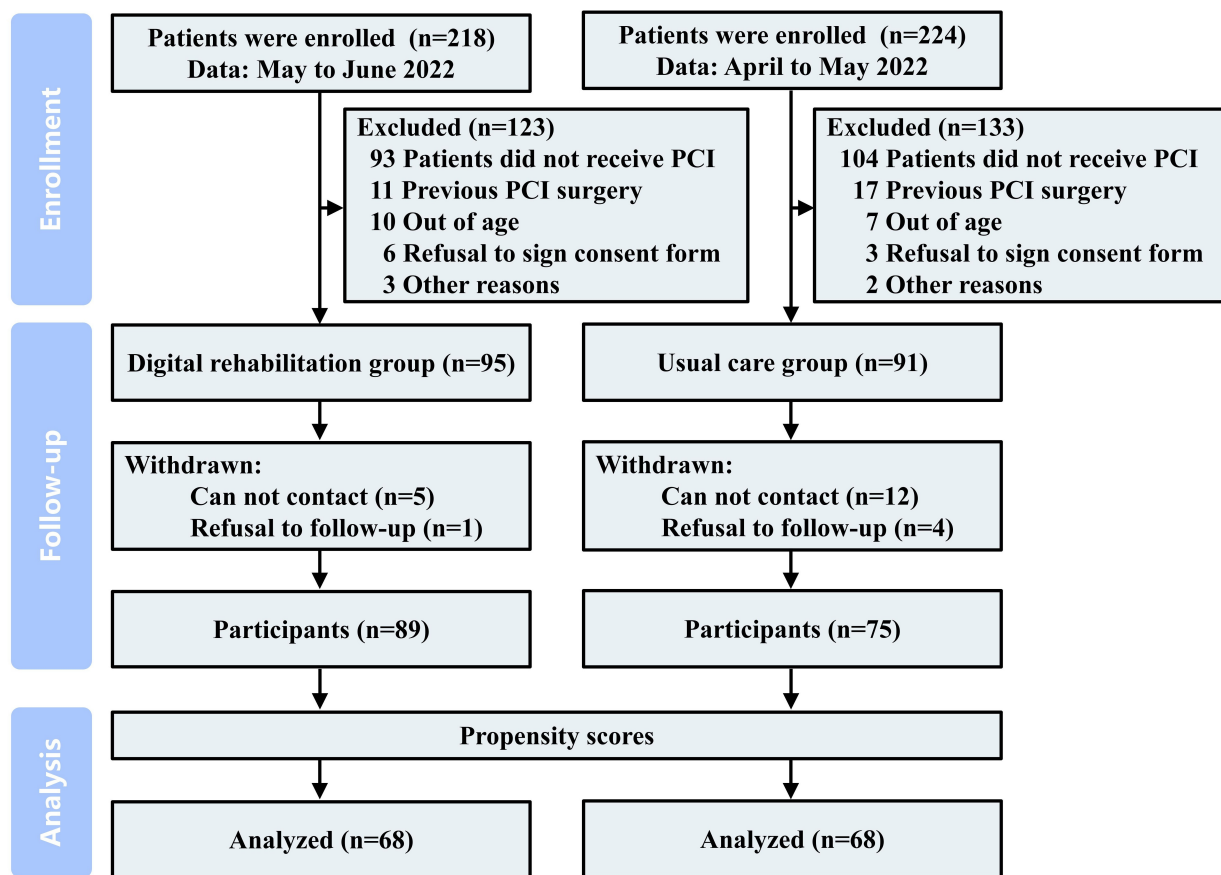 Enrollment
Patients were enrolled (n=218)
Data: May to June 2022
Patients were enrolled (n=224)
Data: April to May 2022
Excluded (n=123)
93 Patients did not receive PCI
11 Previous PCI surgery
10 Out of age
6 Refusal to sign consent form
3 Other reasons
Excluded (n=133)
104 Patients did not receive PCI
17 Previous PCI surgery
7 Out of age
3 Refusal to sign consent form
2 Other reasons
Follow-up
Digital rehabilitation group (n=95)
Usual care group (n=91)
Withdrawn:
Can not contact (n=5)
Refusal to follow-up (n=1)
Withdrawn:
Can not contact (n=12)
Refusal to follow-up (n=4)
Participants (n=89)
Participants (n=75)
Analysis
Propensity scores
Analyzed (n=68)
Analyzed (n=68)